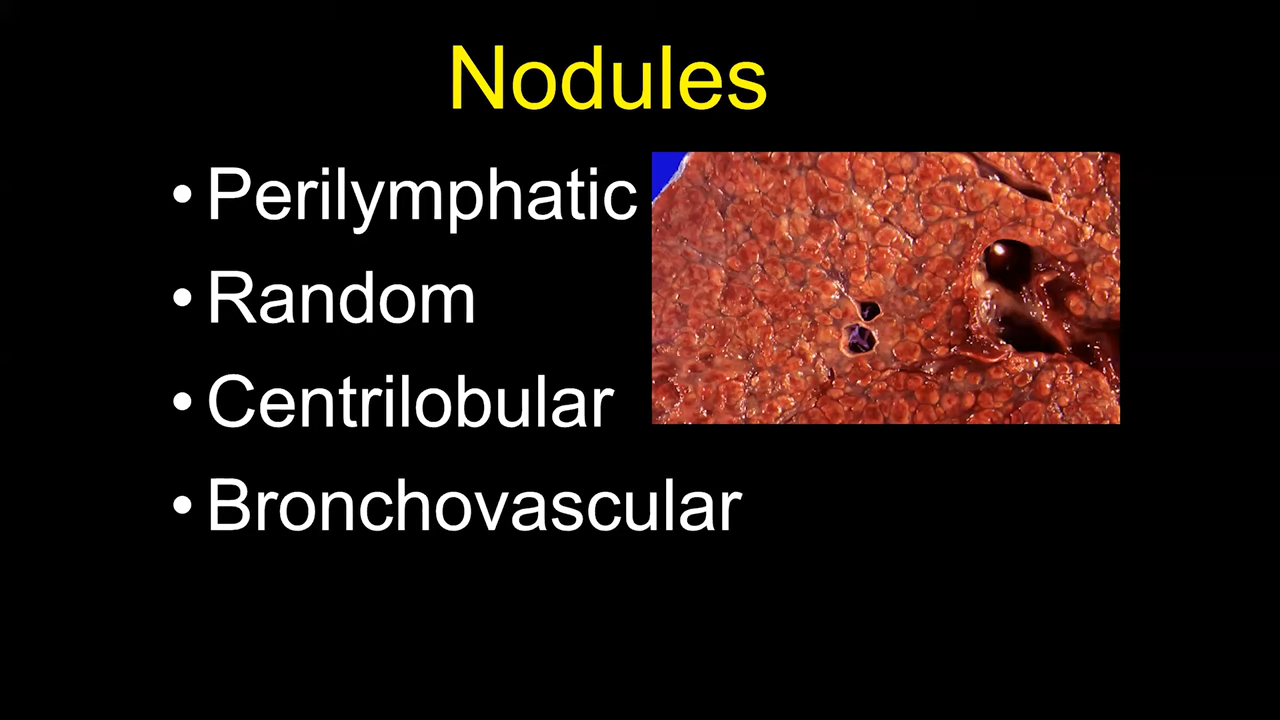 Nodules
• Perilymphatic
• Random
• Centrilobular
• Bronchovascular